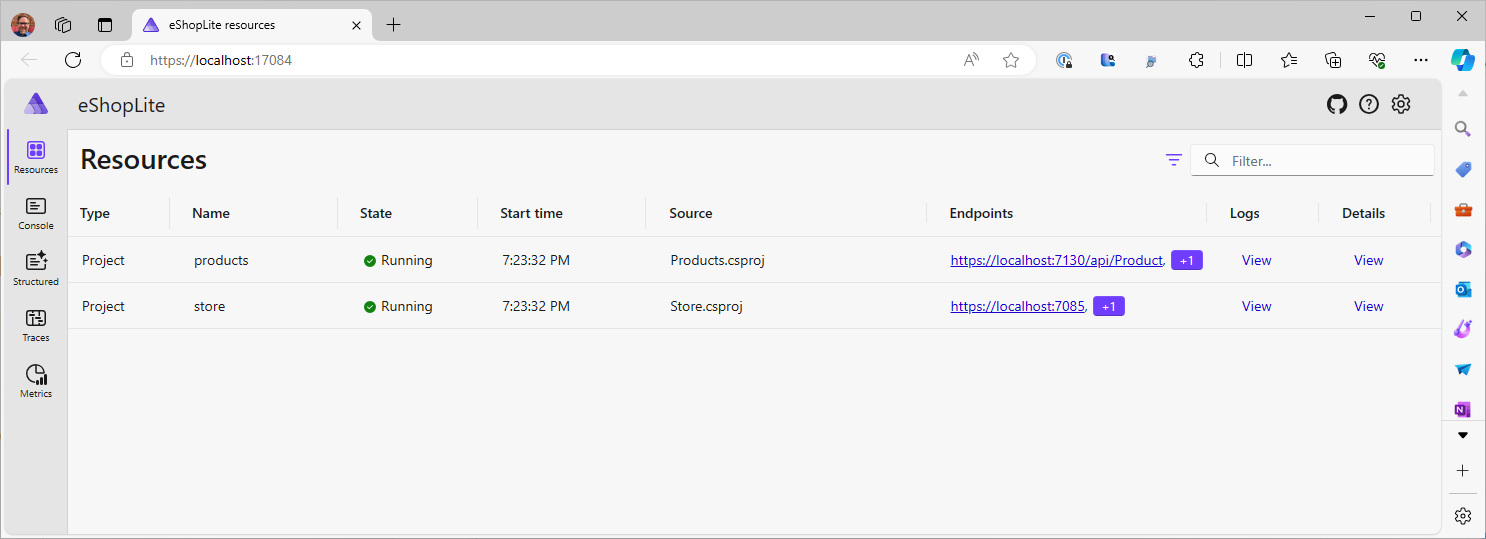 eShopLite resources
https://localhost:17084
eShopLite
Resources
Filter...
Resources
Console
Structured
Traces
Metrics
Type Name State Start time Source Endpoints Logs Details
Project products Running 7:23:32 PM Products.csproj https://localhost:7130/api/Product, +1 View View
Project store Running 7:23:32 PM Store.csproj https://localhost:7085, +1 View View